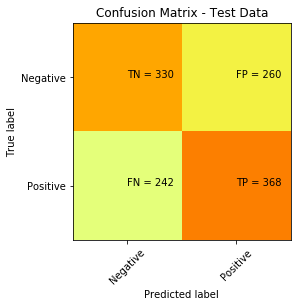 Confusion Matrix - Test Data
True label
Negative
TN = 330
FP = 260
Positive
FN = 242
TP = 368
Negative
Positive
Predicted label